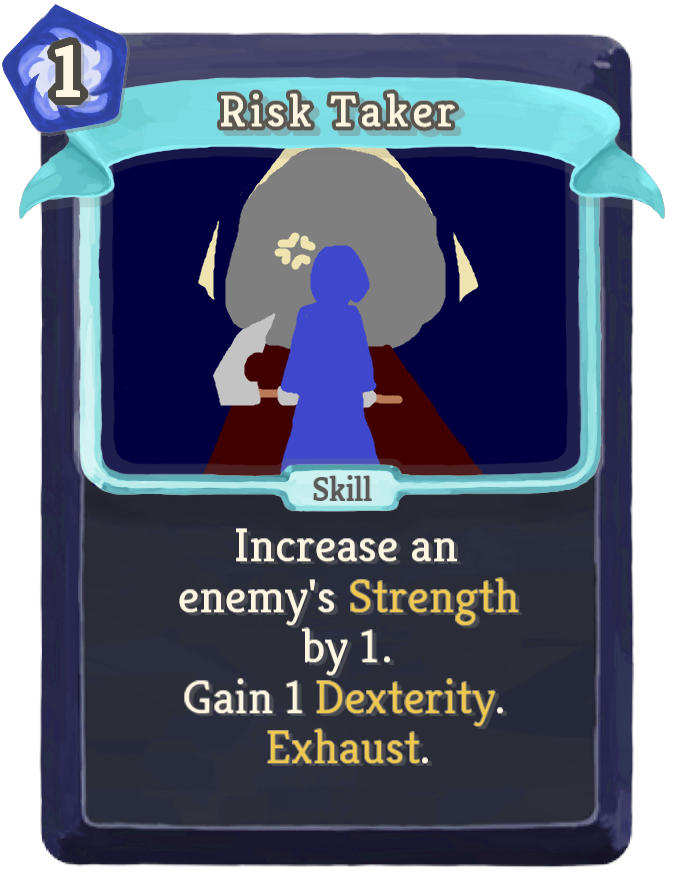 1
Risk Taker
Skill
Increase an
enemy's Strength
by 1.
Gain 1 Dexterity.
Exhaust.